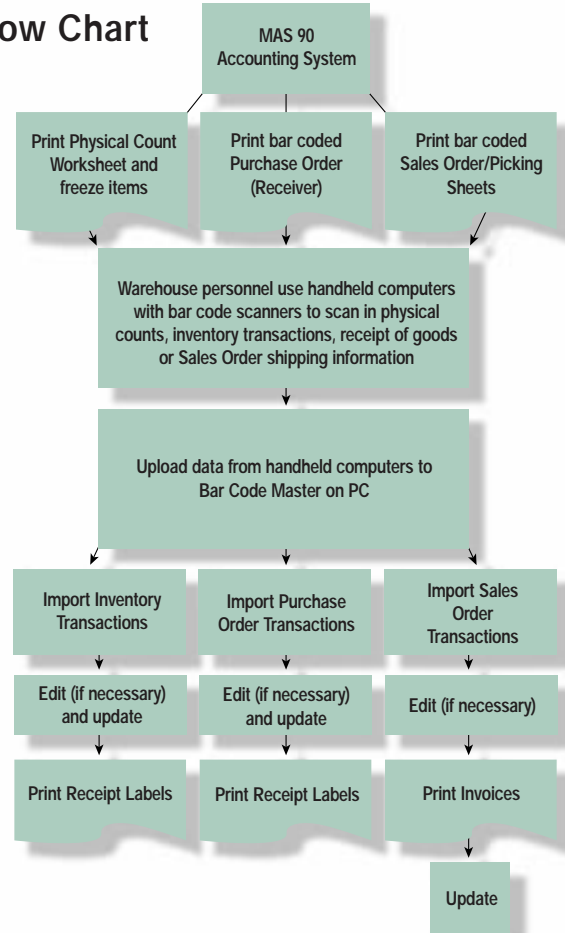 ow Chart
MAS 90
Accounting System
Print Physical Count
Worksheet and
freeze items
Print bar coded
Purchase Order
(Receiver)
Print bar coded
Sales Order/Picking
Sheets
Warehouse personnel use handheld computers
with bar code scanners to scan in physical
counts, inventory transactions, receipt of goods
or Sales Order shipping information
Upload data from handheld computers to
Bar Code Master on PC
Import Inventory
Transactions
Import Purchase
Order Transactions
Import Sales
Order
Transactions
Edit (if necessary)
and update
Edit (if necessary)
and update
Edit (if necessary)
Print Receipt Labels
Print Receipt Labels
Print Invoices
Update